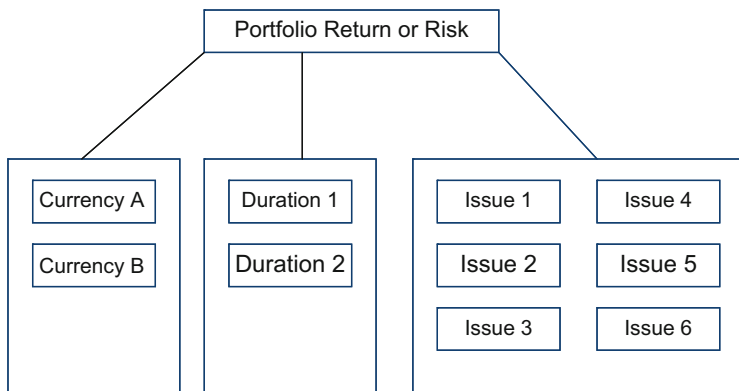 Portfolio Return or Risk
Currency A
Currency B
Duration 1
Duration 2
Issue 1
Issue 4
Issue 2
Issue 5
Issue 3
Issue 6